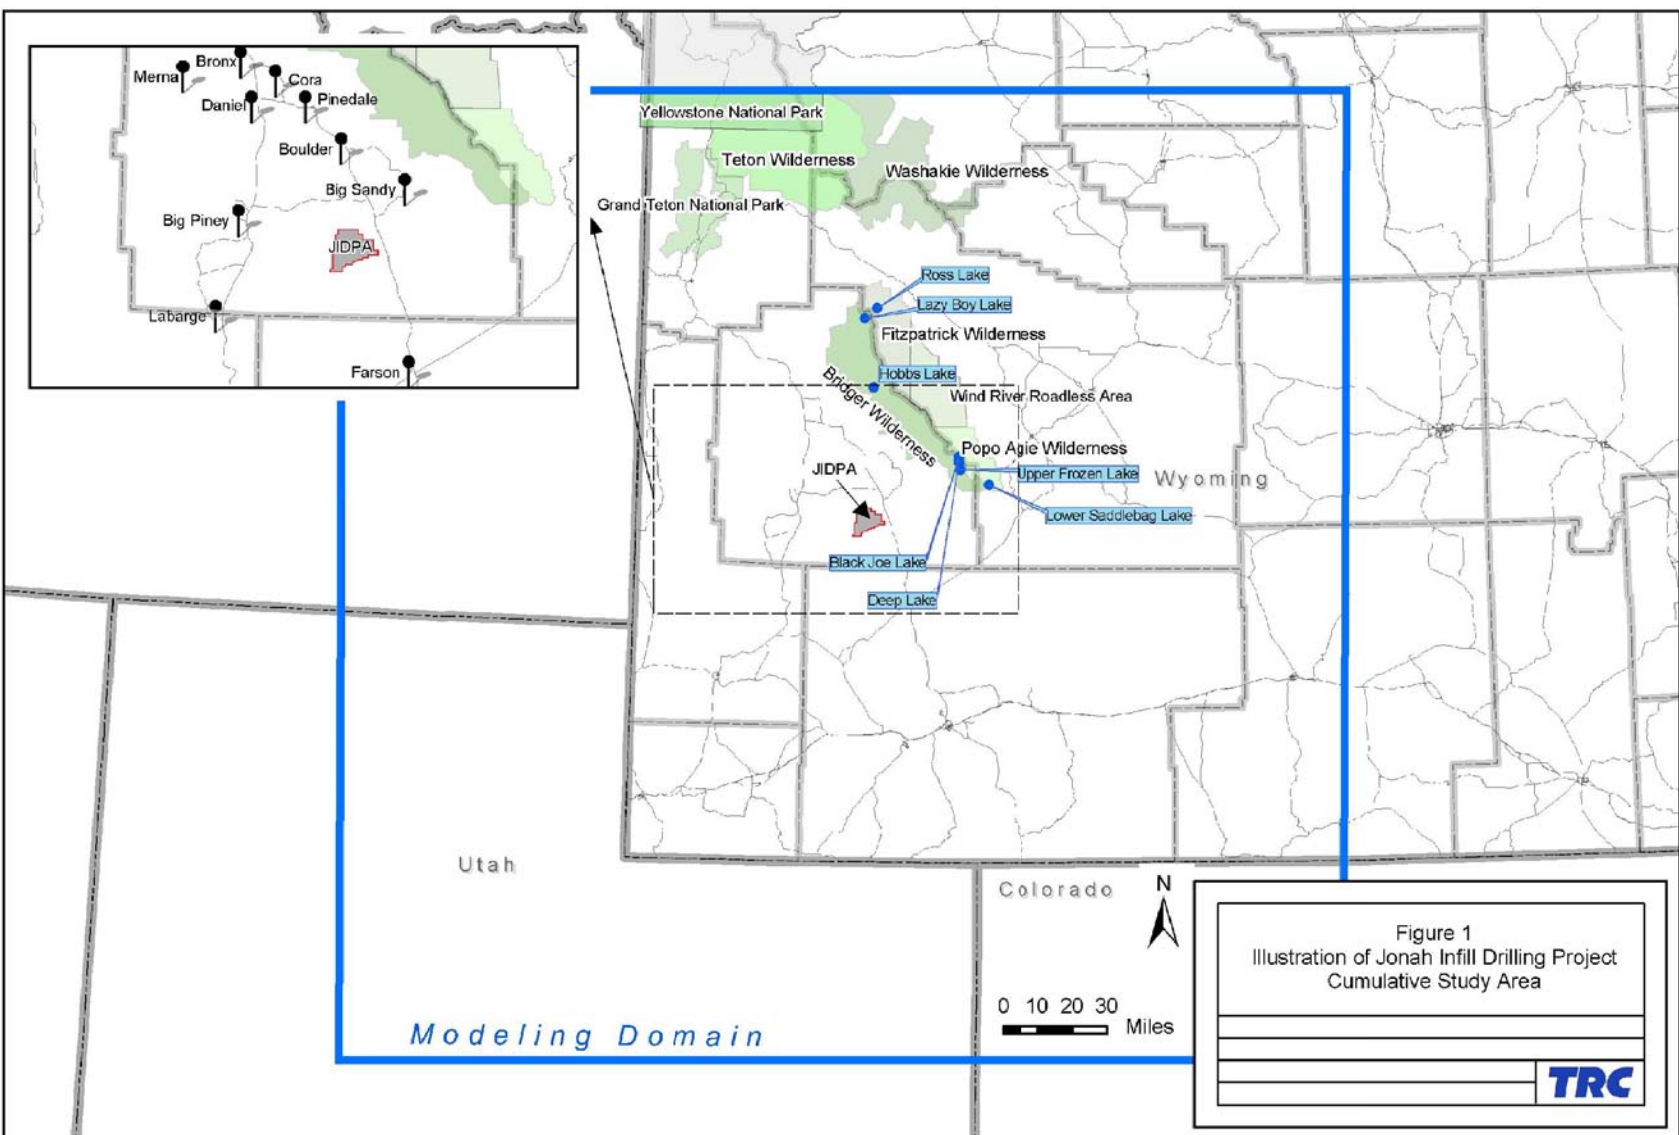 Merna
Bronx
Cora
Daniel
Pinedale
Boulder
Big Sandy
Big Piney
JIDPA
Labarge
Farson
Yellowstone National Park
Teton Wilderness
Washakie Wilderness
Grand Teton National Park
Ross Lake
Lazy Boy Lake
Fitzpatrick Wilderness
Hobbs Lake
Bridger Wilderness
Wind River Roadless Area
Popo Agie Wilderness
JIDPA
Upper Frozen Lake
Wyoming
Lower Saddlebag Lake
Black Joe Lake
Deep Lake
Utah
Colorado
N
0 10 20 30
Miles
Modeling Domain
Figure 1
Illustration of Jonah Infill Drilling Project
Cumulative Study Area
TRC